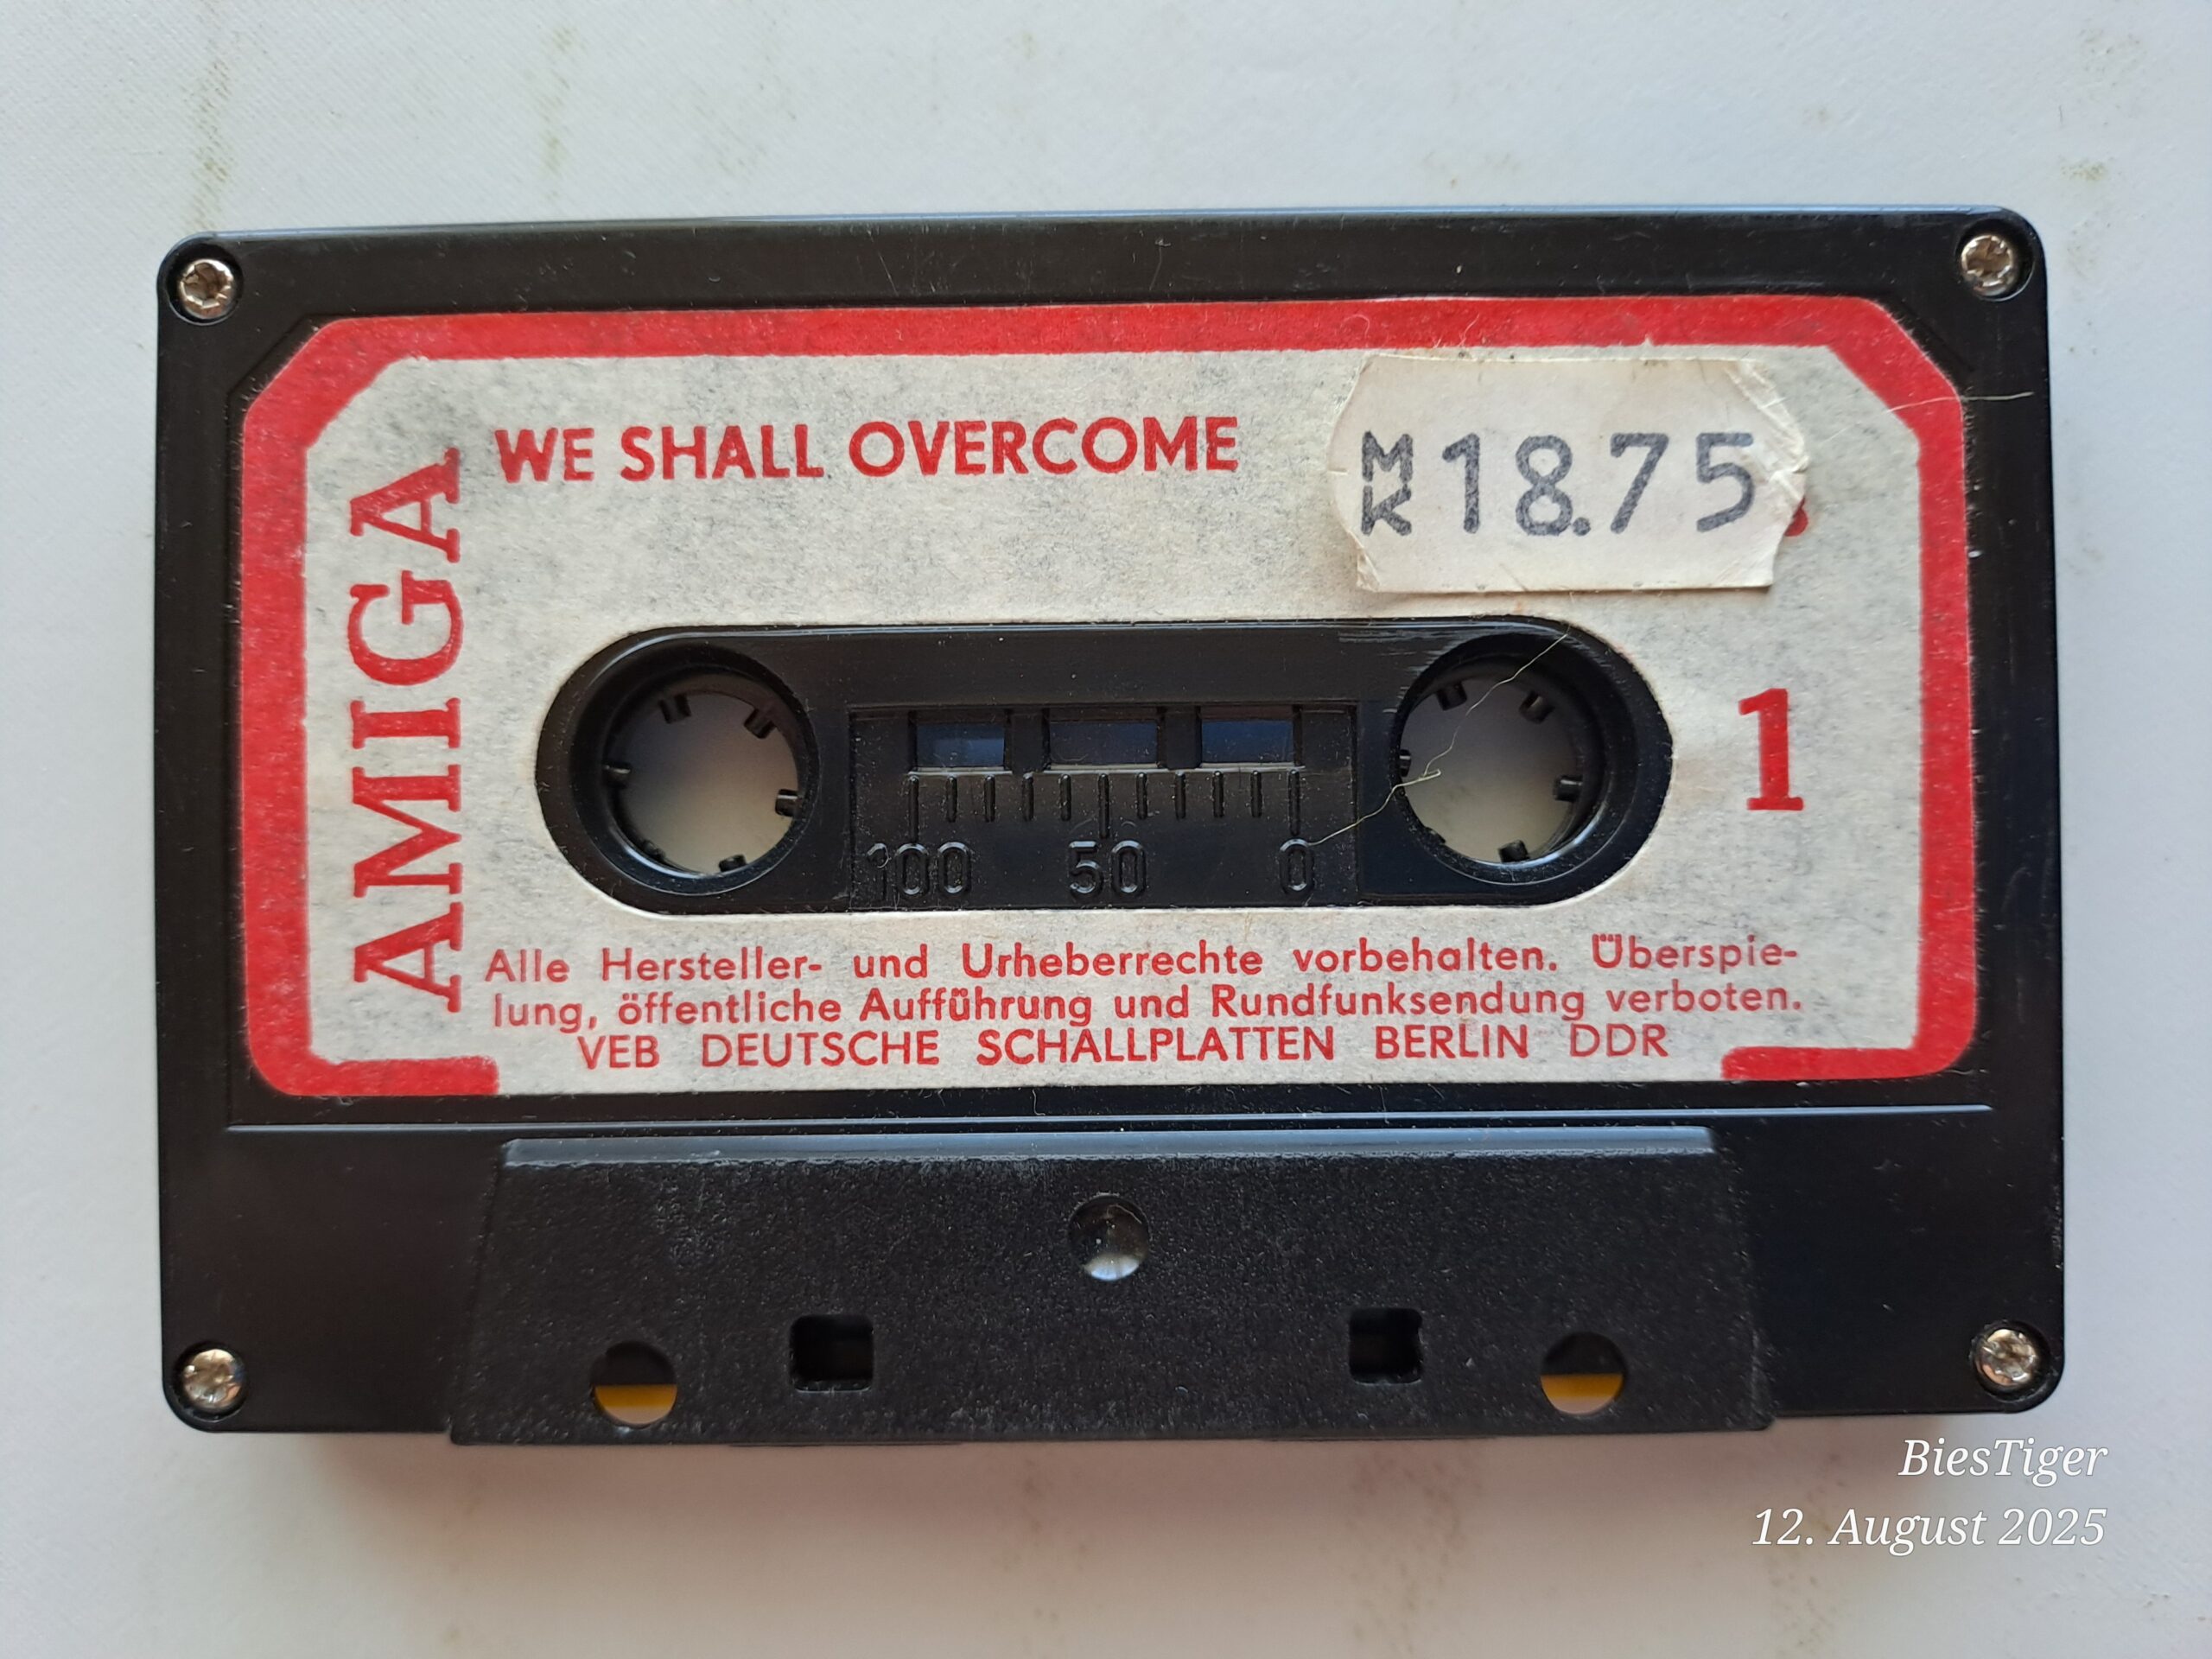 WE SHALL OVERCOME
MK 18.75
AMIGA
1
100 50 0
Alle Hersteller- und Urheberrechte vorbehalten. Überspie-
lung, öffentliche Aufführung und Rundfunksendung verboten.
VEB DEUTSCHE SCHALLPLATTEN BERLIN DDR
BiesTiger
12. August 2025